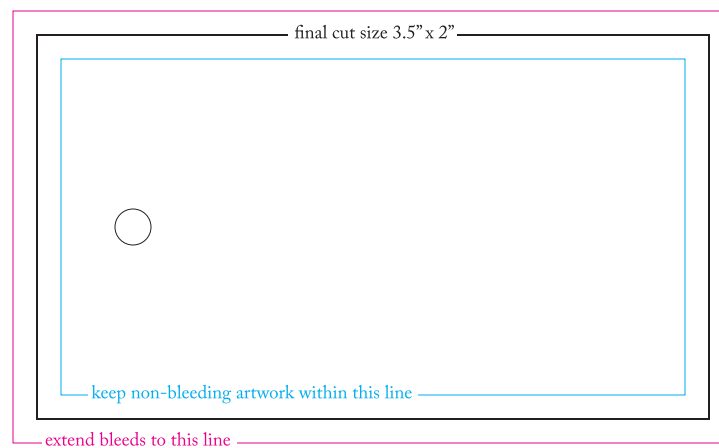 final cut size 3.5” x 2”
keep non-bleeding artwork within this line
extend bleeds to this line